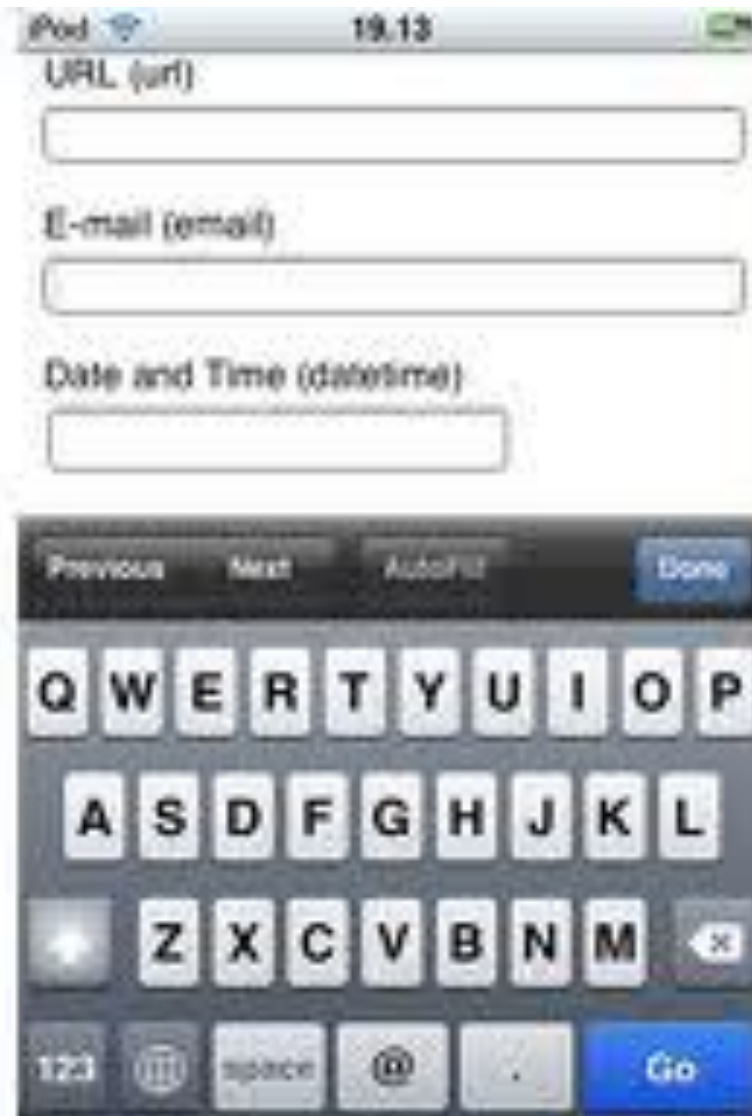 iPod 19.13
URL (url)
E-mail (email)
Date and Time (datetime)
Previous Next AutoFill Done
Q W E R T Y U I O P
A S D F G H J K L
Z X C V B N M
123 space @ . Go